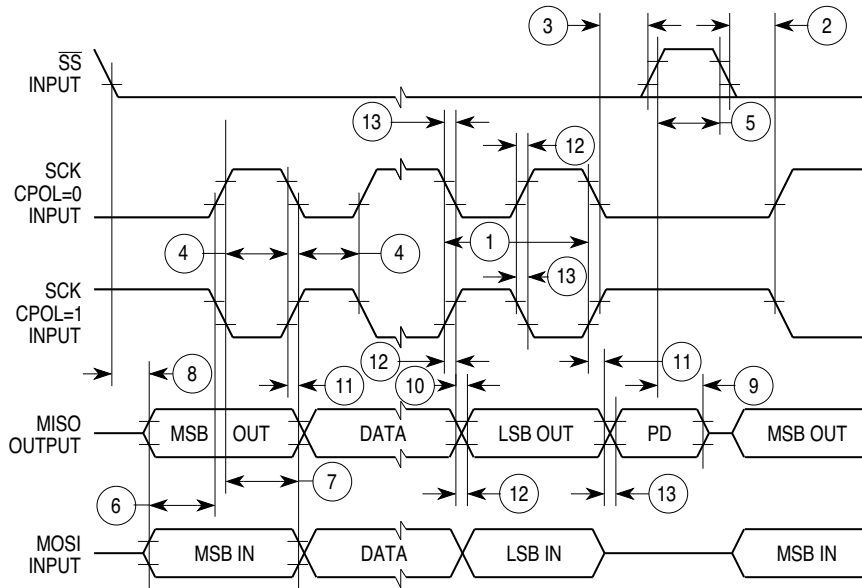 3
2
SS
INPUT
5
13
12
SCK
CPOL=0
INPUT
4
4
1
13
SCK
CPOL=1
INPUT
12
8
11
10
11
9
MISO
OUTPUT
MSB OUT
DATA
LSB OUT
PD
MSB OUT
6
7
12
13
MOSI
INPUT
MSB IN
DATA
LSB IN
MSB IN